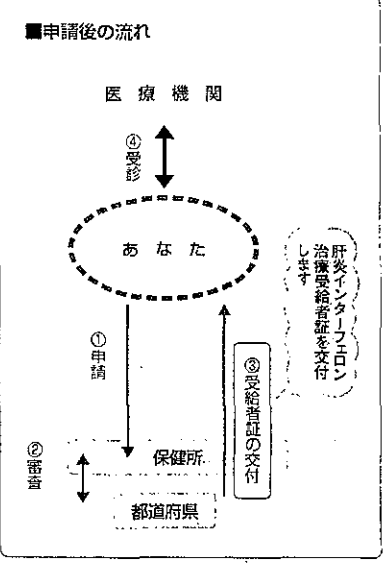 ■申請後の流れ
医療機関
④受診
あなた
肝炎インターフェロン
治療受給者証を交付
します
①申請
③受給者証の交付
②審査
保健所
都道府県